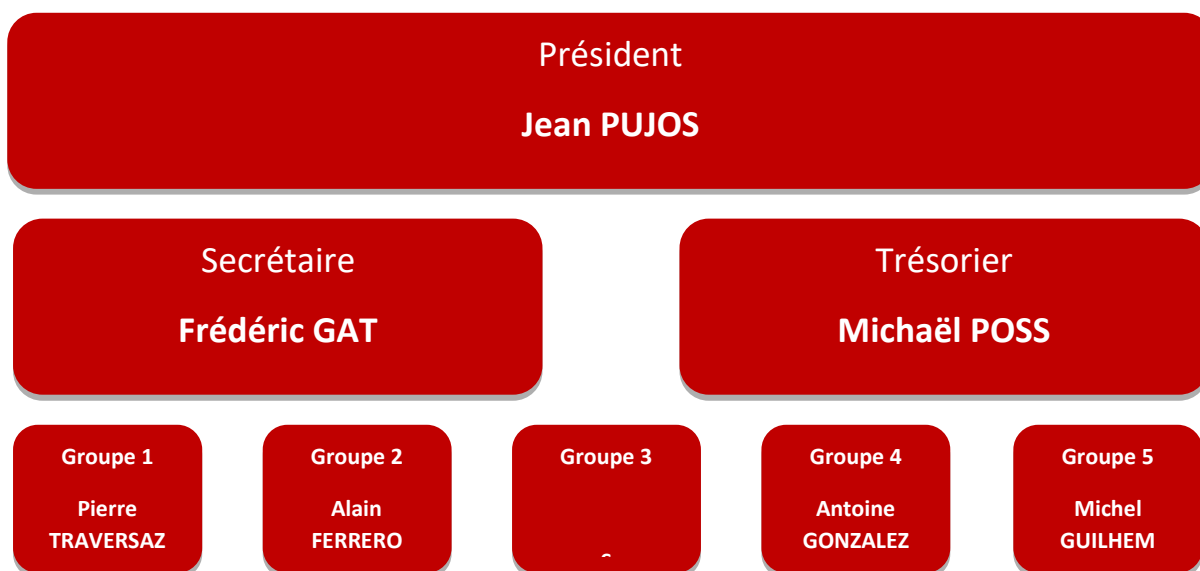 Président
Jean PUJOS
Secrétaire
Frédéric GAT
Trésorier
Michaël POSS
Groupe 1
Pierre
TRAVERSAZ
Groupe 2
Alain
FERRERO
Groupe 3
Groupe 4
Antoine
GONZALEZ
Groupe 5
Michel
GUILHEM